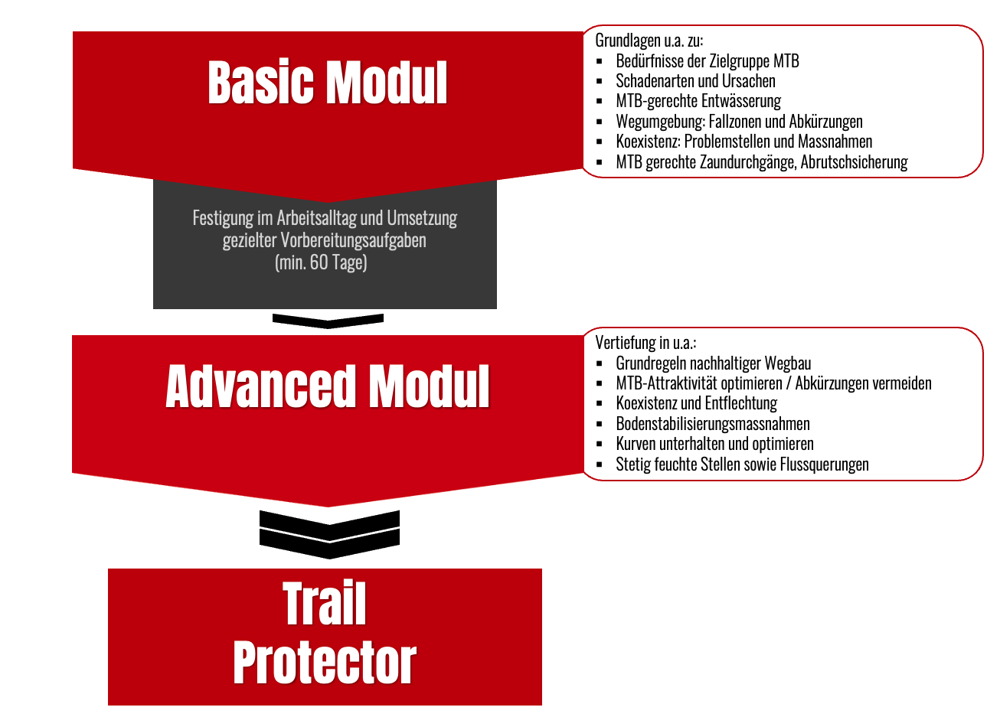 Basic Modul
Grundlagen u.a. zu:
▪ Bedürfnisse der Zielgruppe MTB
▪ Schadenarten und Ursachen
▪ MTB-gerechte Entwässerung
▪ Wegumgebung: Fallzonen und Abkürzungen
▪ Koexistenz: Problemstellen und Massnahmen
▪ MTB gerechte Zaundurchgänge, Abrutschsicherung
Festigung im Arbeitsalltag und Umsetzung
gezielter Vorbereitungsaufgaben
(min. 60 Tage)
Advanced Modul
Vertiefung in u.a.:
▪ Grundregeln nachhaltiger Wegbau
▪ MTB-Attraktivität optimieren / Abkürzungen vermeiden
▪ Koexistenz und Entflechtung
▪ Bodenstabilisierungsmassnahmen
▪ Kurven unterhalten und optimieren
▪ Stetig feuchte Stellen sowie Flussquerungen
Trail
Protector